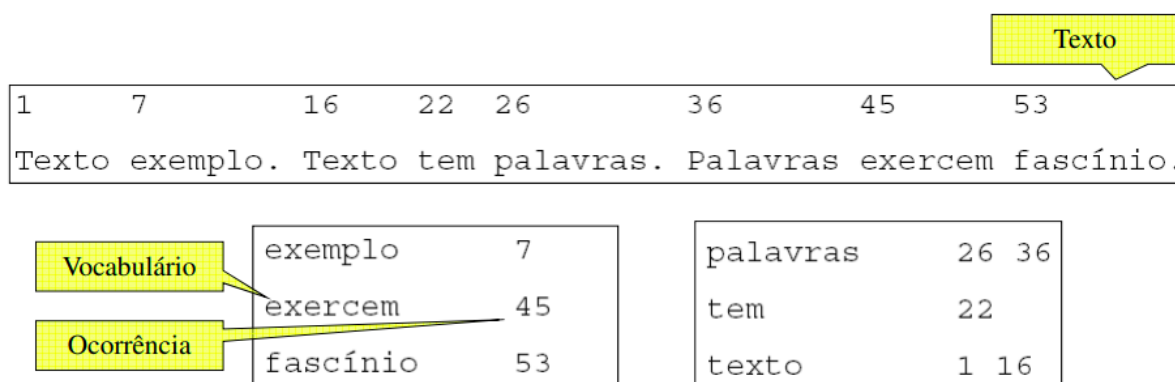 Texto
1 7 16 22 26 36 45 53
Texto exemplo. Texto tem palavras. Palavras exercem fascínio.
Vocabulário
Ocorrência
exemplo 7
exercem 45
fascínio 53
palavras 26 36
tem 22
texto 1 16